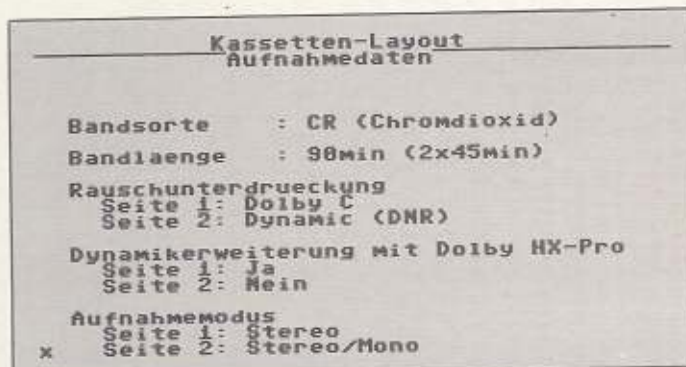 Kassetten-Layout
Aufnahmedaten
Bandsorte : CR (Chromdioxid)
Bandlaenge : 90min (2x45min)
Rauschunterdrueckung
Seite 1: Dolby C
Seite 2: Dynamic (DNR)
Dynamikerweiterung mit Dolby HX-Pro
Seite 1: Ja
Seite 2: Nein
Aufnahmemodus
Seite 1: Stereo
x Seite 2: Stereo/Mono